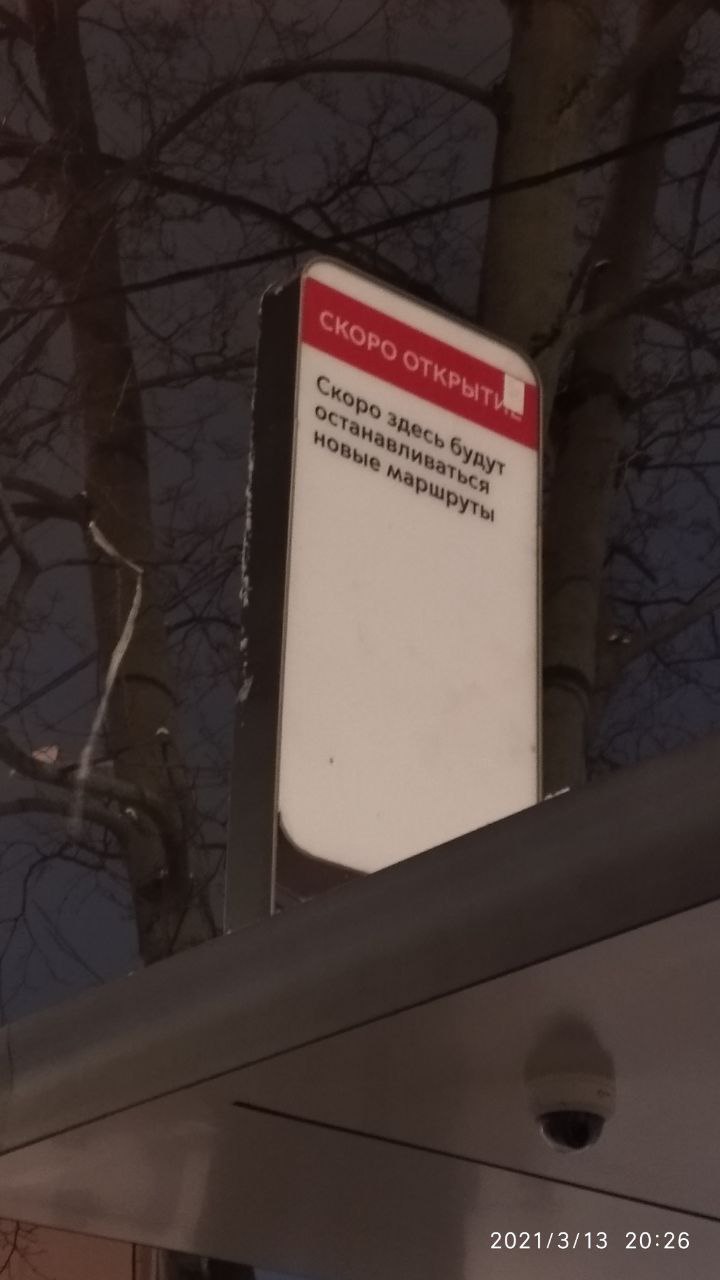 СКОРО ОТКРЫТИЕ
Скоро здесь будут
останавливаться
новые маршруты
2021/3/13 20:26